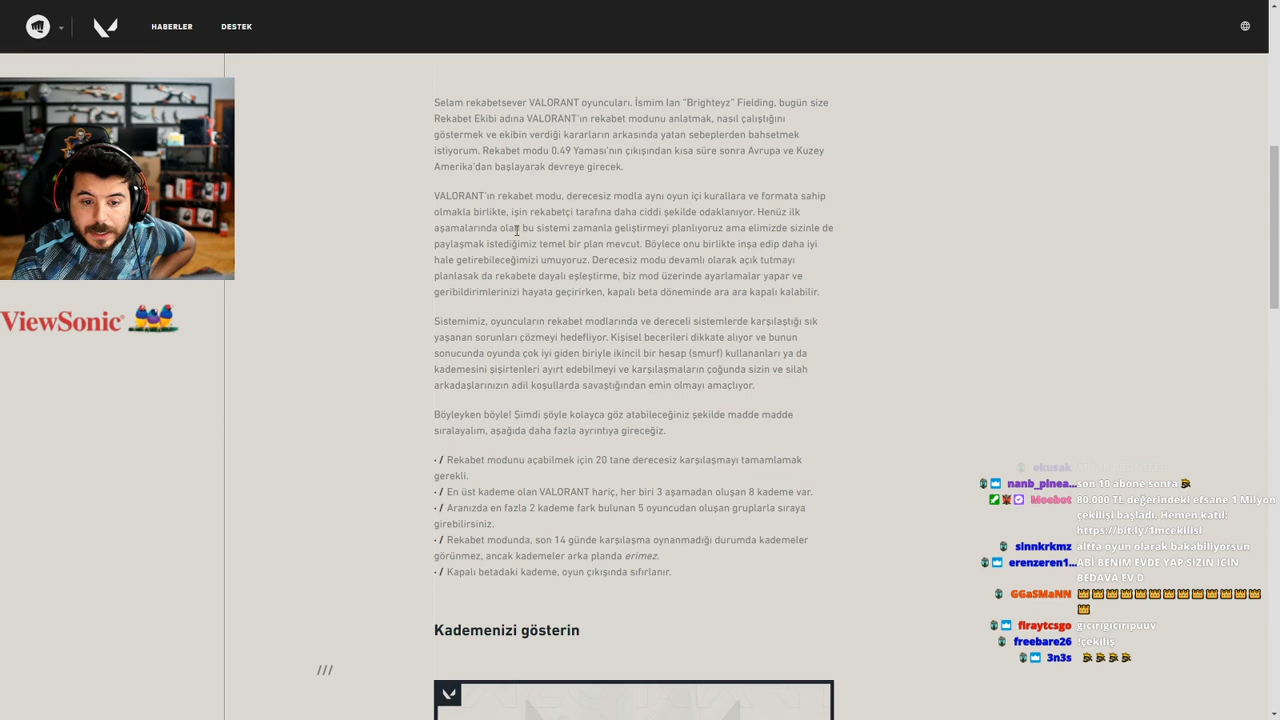 HABERLER
DESTEK
Selam rekabetsever VALORANT oyuncuları. İsmim Ian “Brighteyz” Fielding, bugün size
Rekabet Ekibi adına VALORANT'ın rekabet modunu anlatmak, nasıl çalıştığını
göstermek ve ekibin verdiği kararların arkasında yatan sebeplerden bahsetmek
istiyorum. Rekabet modu 0.49 Yaması'nın çıkışından kısa süre sonra Avrupa ve Kuzey
Amerika'dan başlayarak devreye girecek.
VALORANT'ın rekabet modu, derecesiz modla aynı oyun içi kurallara ve formata sahip
olmakla birlikte, işin rekabetçi tarafına daha ciddi şekilde odaklanıyor. Henüz ilk
aşamalarında olan bu sistemi zamanla geliştirmeyi planlıyoruz ama elimizde sizinle de
paylaşmak istediğimiz temel bir plan mevcut. Böylece onu birlikte inşa edip daha iyi
hale getirebileceğimizi umuyoruz. Derecesiz modu devamlı olarak açık tutmayı
planlasak da rekabete dayalı eşleştirme, biz mod üzerinde ayarlamalar yapar ve
geribildirimlerinizi hayata geçirirken, kapalı beta döneminde ara ara kapalı kalabilir.
Sistemimiz, oyuncuların rekabet modlarında ve dereceli sistemlerde karşılaştığı sık
yaşanan sorunları çözmeyi hedefliyor. Kişisel becerileri dikkate alıyor ve bunun
sonucunda oyunda çok iyi giden biriyle ikincil bir hesap (smurf) kullananları ya da
kademesini şişirtenleri ayırt edebilmeyi ve karşılaşmaların çoğunda sizin ve silah
arkadaşlarınızın adil koşullarda savaştığından emin olmayı amaçlıyor.
Böyleyken böyle! Şimdi şöyle kolayca göz atabileceğiniz şekilde madde madde
sıralayalım, aşağıda daha fazla ayrıntıya gireceğiz.
· / Rekabet modunu açabilmek için 20 tane derecesiz karşılaşmayı tamamlamak
gerekli.
· / En üst kademe olan VALORANT hariç, her biri 3 aşamadan oluşan 8 kademe var.
· / Aranızda en fazla 2 kademe fark bulunan 5 oyuncudan oluşan gruplarla sıraya
girebilirsiniz.
· / Rekabet modunda, son 14 günde karşılaşma oynanmadığı durumda kademeler
görünmez, ancak kademeler arka planda erimez.
· / Kapalı betadaki kademe, oyun çıkışında sıfırlanır.
Kademenizi gösterin
///
ViewSonic
okusak
nanb_pinea... son 10 abone sonra
Moobot 80.000 TL değerindeki efsane 1 Milyon
çekilişi başladı. Hemen katıl:
https://bit.ly/1mcekilisi
sinnkrkmz altta oyun olarak bakabiliyorsun
erenzeren1... ABİ BENIM EVDE YAP SIZIN ICIN
BEDAVA EV D
GGaSMaNN
firaytcsgo gicirigiciripuuv
freebare26 !çekiliş
3n3s